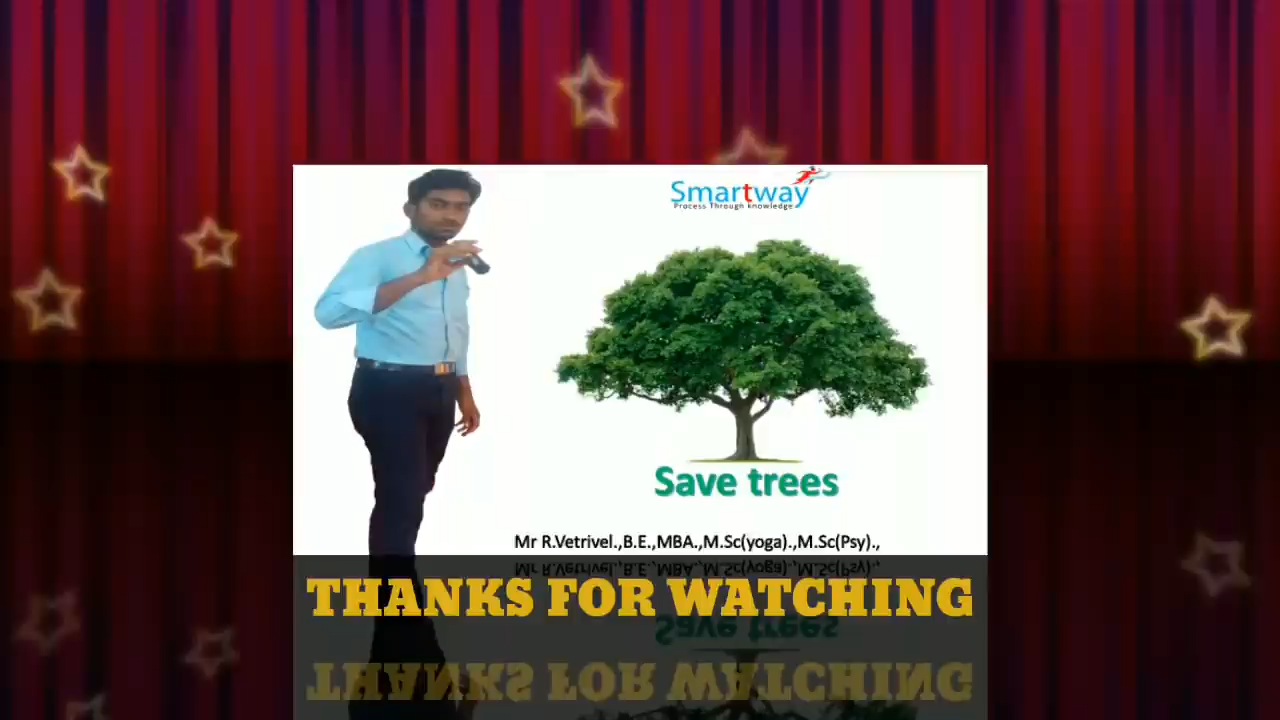 Smartway
Process Through knowledge
Save trees
Mr R.Vetrivel.,B.E.,MBA.,M.Sc(yoga).,M.Sc(Psy).,
THANKS FOR WATCHING